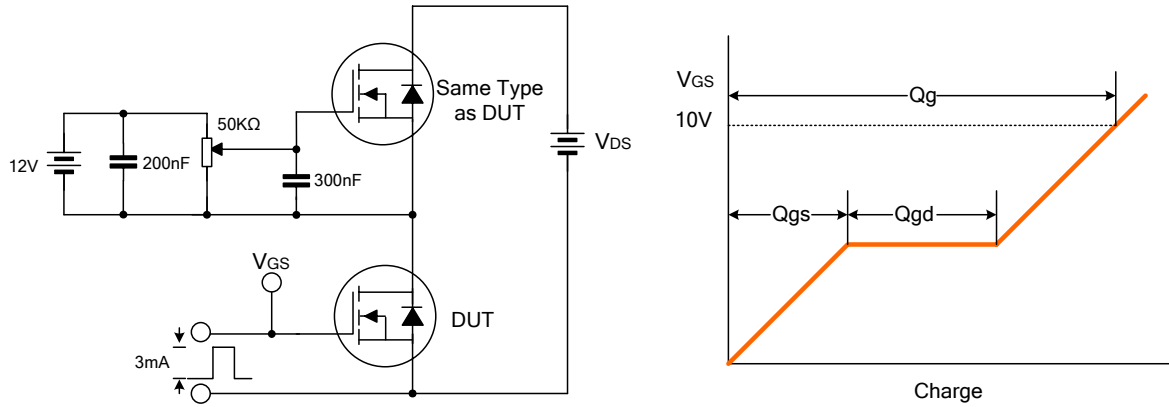 Same Type
as DUT
50KΩ
12V
200nF
300nF
VDS
VGS
DUT
3mA
VGS
10V
Qg
Qgs
Qgd
Charge